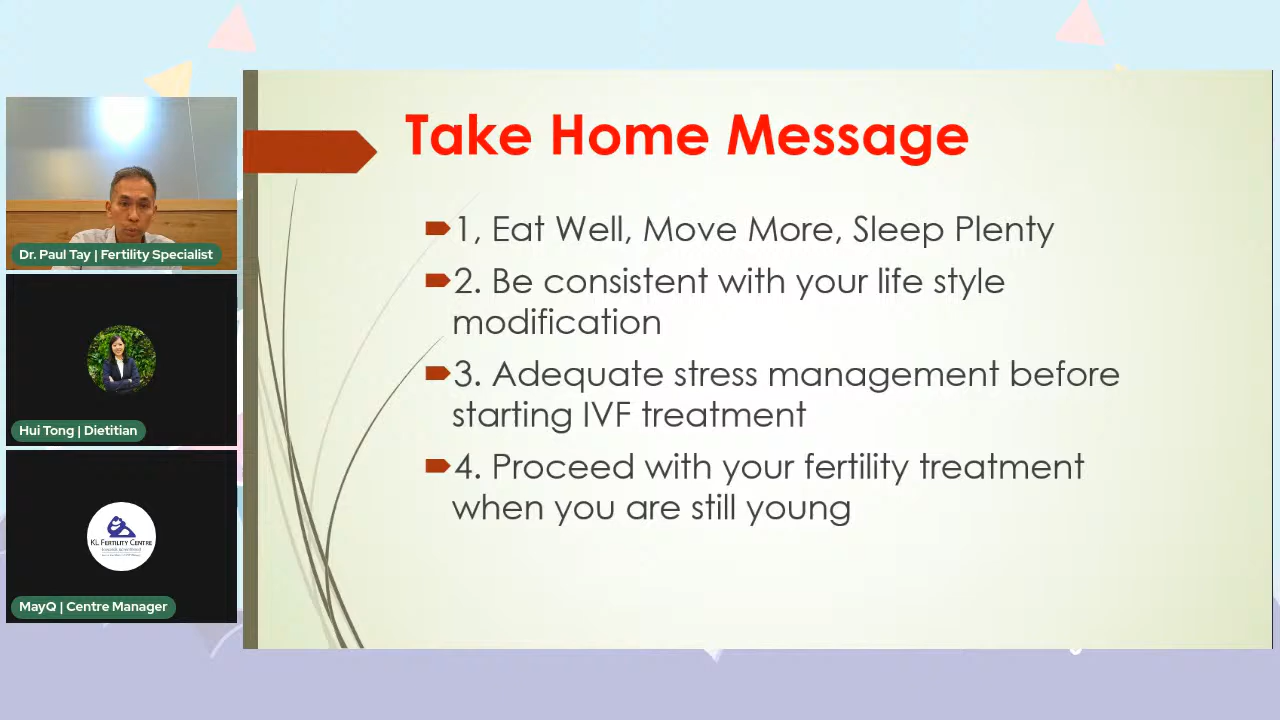 Take Home Message
1, Eat Well, Move More, Sleep Plenty
2. Be consistent with your life style
modification
3. Adequate stress management before
starting IVF treatment
4. Proceed with your fertility treatment
when you are still young
Dr. Paul Tay | Fertility Specialist
Hui Tong | Dietitian
KL FERTILITY CENTRE
MayQ | Centre Manager